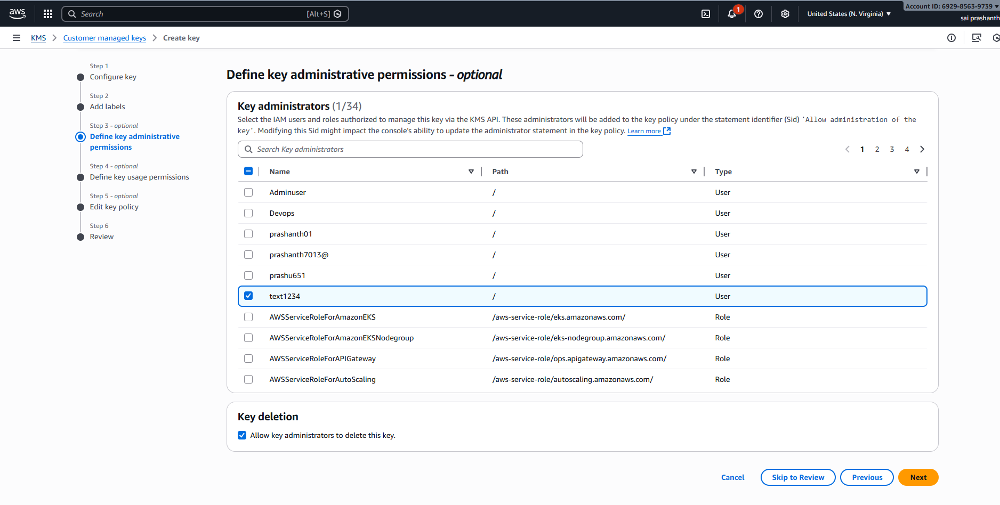 aws
Search
[Alt+S]
1
United States (N. Virginia)
Account ID: 6929-8563-9739
sai prashanth
KMS
Customer managed keys
Create key
Step 1
Configure key
Step 2
Add labels
Step 3 - optional
Define key administrative
permissions
Step 4 - optional
Define key usage permissions
Step 5 - optional
Edit key policy
Step 6
Review
Define key administrative permissions - optional
Key administrators (1/34)
Select the IAM users and roles authorized to manage this key via the KMS API. These administrators will be added to the key policy under the statement identifier (Sid) 'Allow administration of the
key'. Modifying this Sid might impact the console's ability to update the administrator statement in the key policy. Learn more
Search Key administrators
1 2 3 4
Name Path Type
Adminuser / User
Devops / User
prashanth01 / User
prashanth7013@ / User
prashu651 / User
text1234 / User
AWSServiceRoleForAmazonEKS /aws-service-role/eks.amazonaws.com/ Role
AWSServiceRoleForAmazonEKSNodegroup /aws-service-role/eks-nodegroup.amazonaws.com/ Role
AWSServiceRoleForAPIGateway /aws-service-role/ops.apigateway.amazonaws.com/ Role
AWSServiceRoleForAutoScaling /aws-service-role/autoscaling.amazonaws.com/ Role
Key deletion
Allow key administrators to delete this key.
Cancel
Skip to Review
Previous
Next